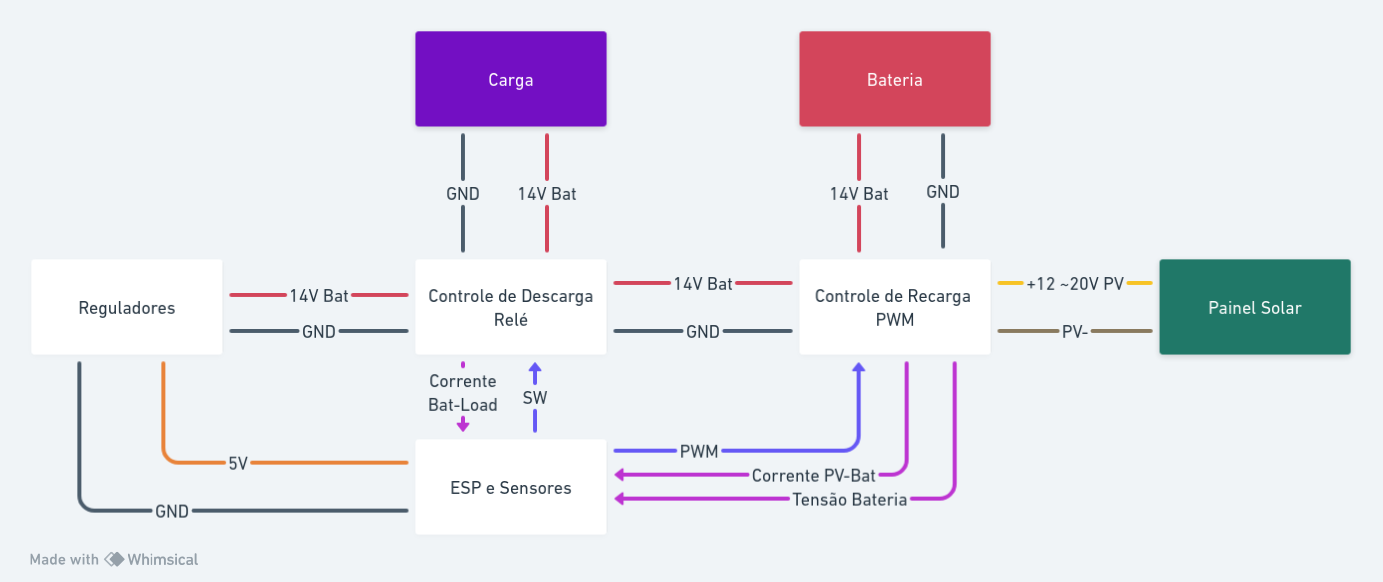 Carga
Bateria
GND
14V Bat
14V Bat
GND
Reguladores
14V Bat
GND
Controle de Descarga
Relé
14V Bat
GND
Controle de Recarga
PWM
+12 ~20V PV
PV-
Painel Solar
Corrente
Bat-Load
SW
5V
GND
ESP e Sensores
PWM
Corrente PV-Bat
Tensão Bateria
Made with Whimsical